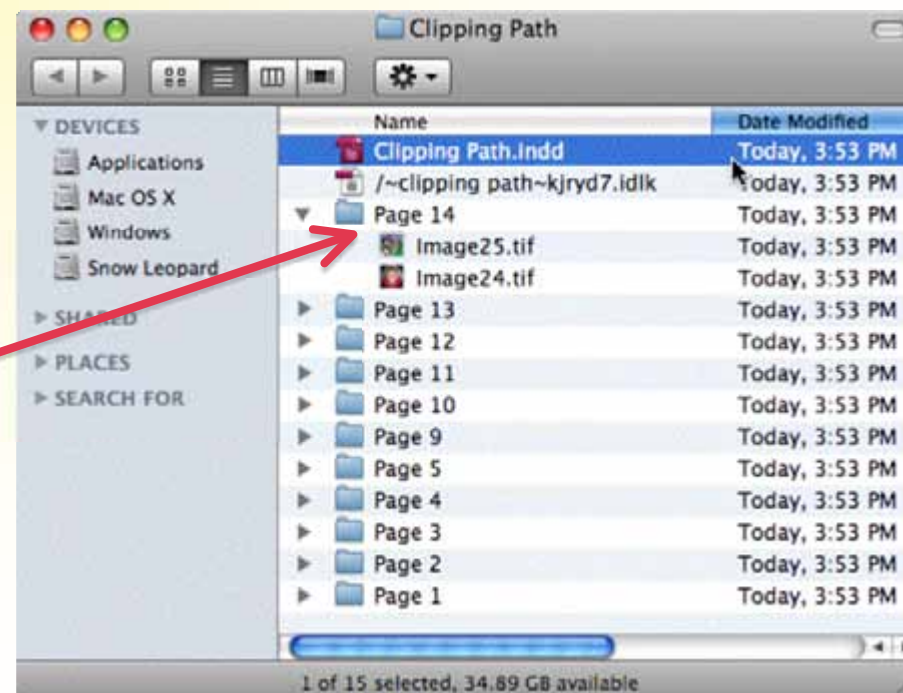 Clipping Path
Name Date Modified
DEVICES
Applications
Mac OS X
Windows
Snow Leopard
SHARED
PLACES
SEARCH FOR
Clipping Path.indd Today, 3:53 PM
/~clipping path~kjryd7.idlk Today, 3:53 PM
Page 14 Today, 3:53 PM
Image25.tif Today, 3:53 PM
Image24.tif Today, 3:53 PM
Page 13 Today, 3:53 PM
Page 12 Today, 3:53 PM
Page 11 Today, 3:53 PM
Page 10 Today, 3:53 PM
Page 9 Today, 3:53 PM
Page 5 Today, 3:53 PM
Page 4 Today, 3:53 PM
Page 3 Today, 3:53 PM
Page 2 Today, 3:53 PM
Page 1 Today, 3:53 PM
1 of 15 selected, 34.89 GB available